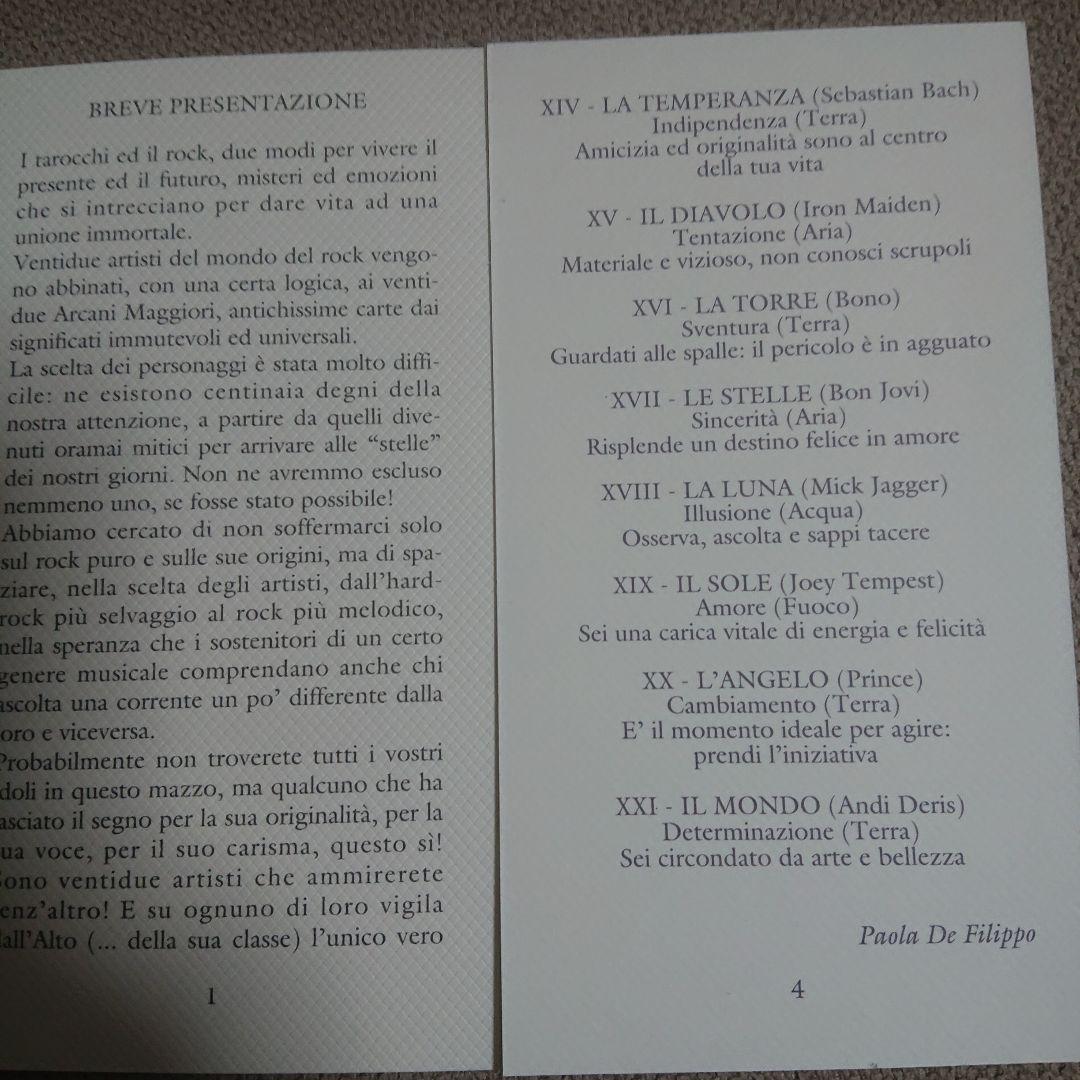 BREVE PRESENTAZIONE
I tarocchi ed il rock, due modi per vivere il
presente ed il futuro, misteri ed emozioni
che si intrecciano per dare vita ad una
unione immortale.
Ventidue artisti del mondo del rock vengo-
no abbinati, con una certa logica, ai venti-
due Arcani Maggiori, antichissime carte dai
significati immutevoli ed universali.
La scelta dei personaggi è stata molto diffi-
cile: ne esistono centinaia degni della
nostra attenzione, a partire da quelli dive-
nuti oramai mitici per arrivare alle “stelle”
dei nostri giorni. Non ne avremmo escluso
nemmeno uno, se fosse stato possibile!
Abbiamo cercato di non soffermarci solo
sul rock puro e sulle sue origini, ma di spa-
ziare, nella scelta degli artisti, dall’hard-
rock più selvaggio al rock più melodico,
nella speranza che i sostenitori di un certo
genere musicale comprendano anche chi
ascolta una corrente un po’ differente dalla
oro e viceversa.
Probabilmente non troverete tutti i vostri
doli in questo mazzo, ma qualcuno che ha
asciato il segno per la sua originalità, per la
ua voce, per il suo carisma, questo sì!
Sono ventidue artisti che ammirerete
enz’altro! E su ognuno di loro vigila
all’Alto (... della sua classe) l’unico vero
1
XIV - LA TEMPERANZA (Sebastian Bach)
Indipendenza (Terra)
Amicizia ed originalità sono al centro
della tua vita
XV - IL DIAVOLO (Iron Maiden)
Tentazione (Aria)
Materiale e vizioso, non conosci scrupoli
XVI - LA TORRE (Bono)
Sventura (Terra)
Guardati alle spalle: il pericolo è in agguato
XVII - LE STELLE (Bon Jovi)
Sincerità (Aria)
Risplende un destino felice in amore
XVIII - LA LUNA (Mick Jagger)
Illusione (Acqua)
Osserva, ascolta e sappi tacere
XIX - IL SOLE (Joey Tempest)
Amore (Fuoco)
Sei una carica vitale di energia e felicità
XX - L’ANGELO (Prince)
Cambiamento (Terra)
E’ il momento ideale per agire:
prendi l’iniziativa
XXI - IL MONDO (Andi Deris)
Determinazione (Terra)
Sei circondato da arte e bellezza
Paola De Filippo
4